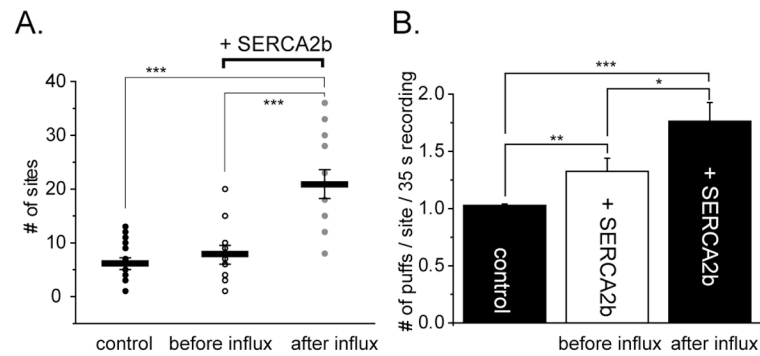 A.
+ SERCA2b
***
***
40
30
20
10
0
# of sites
control
before influx
after influx
B.
***
*
**
2.0
1.5
1.0
0.5
0.0
# of puffs / site / 35 s recording
control
+ SERCA2b
+ SERCA2b
before influx
after influx